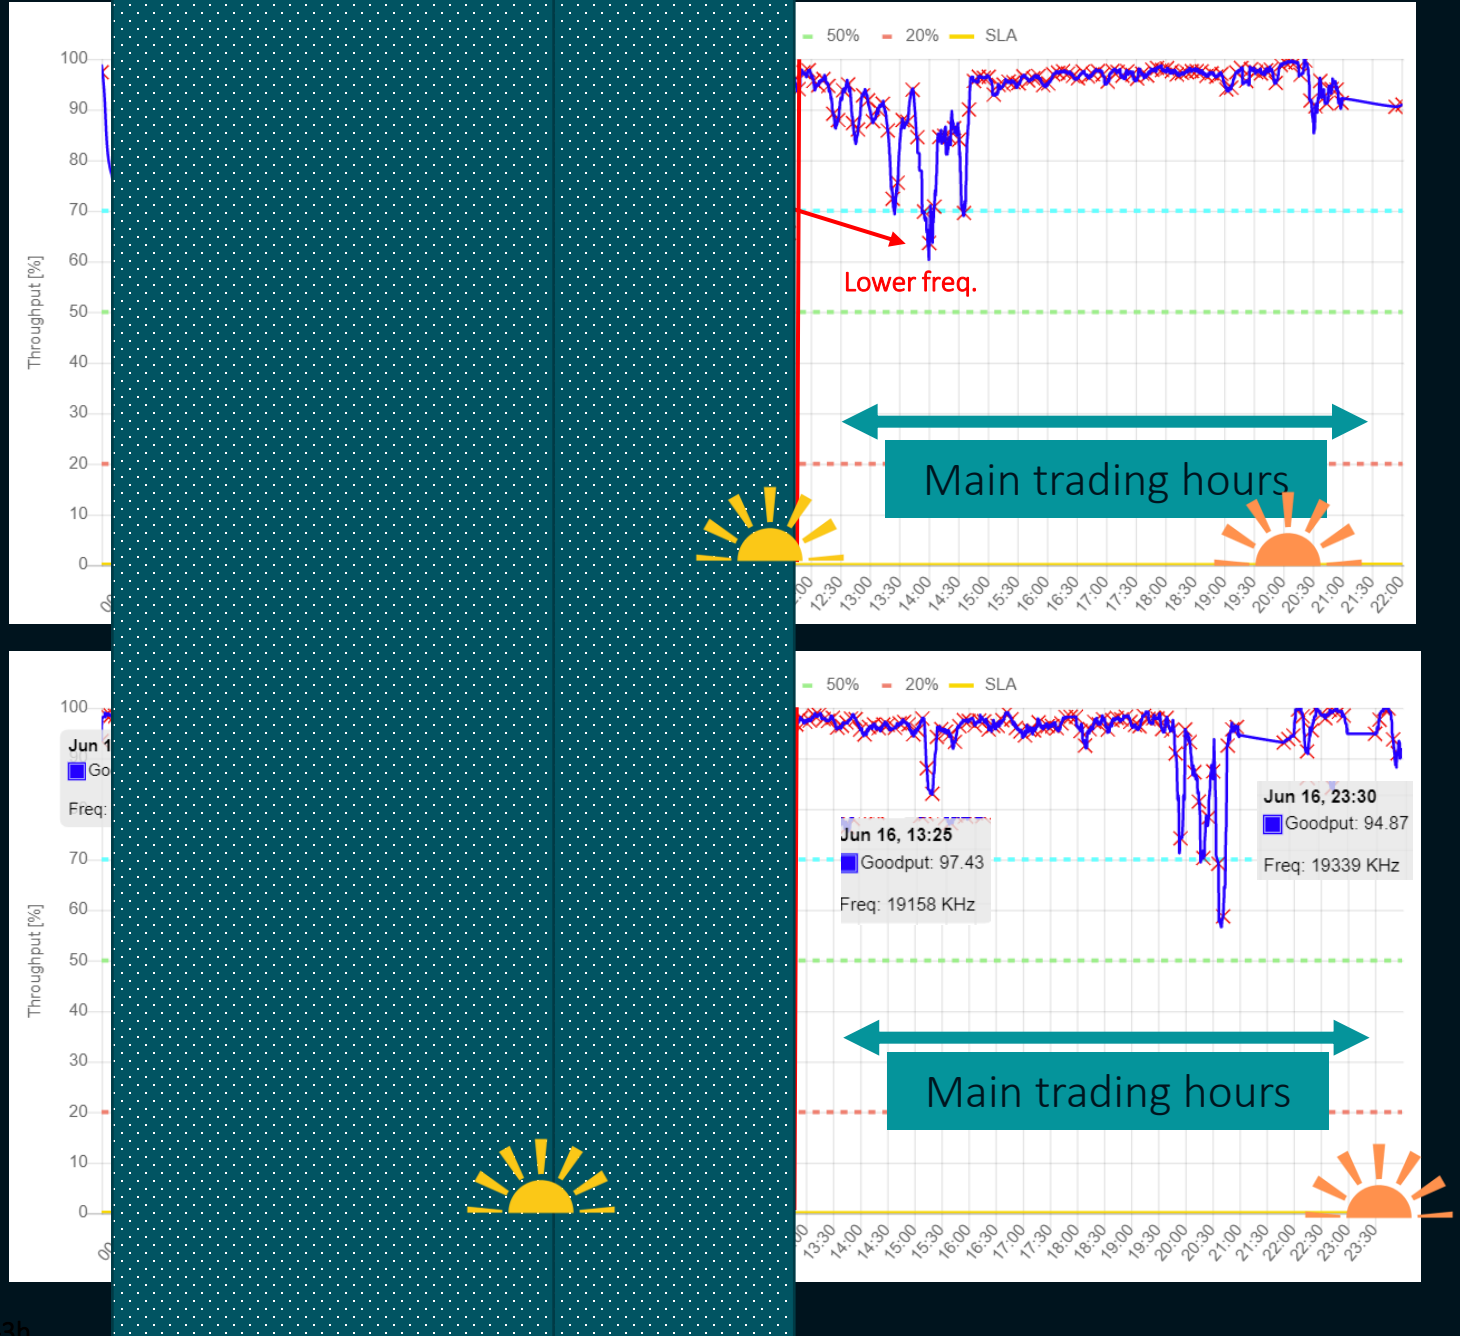 50% 20% SLA
100
90
80
70
60
50
40
30
20
10
0
Throughput [%]
Lower freq.
Main trading hours
12:30 13:00 13:30 14:00 14:30 15:00 15:30 16:00 16:30 17:00 17:30 18:00 18:30 19:00 19:30 20:00 20:30 21:00 21:30 22:00
50% 20% SLA
100
Jun 1
Go
Freq:
70
60
50
40
30
20
10
0
Throughput [%]
Jun 16, 13:25
Goodput: 97.43
Freq: 19158 KHz
Jun 16, 23:30
Goodput: 94.87
Freq: 19339 KHz
Main trading hours
13:30 14:00 14:30 15:00 15:30 16:00 16:30 17:00 17:30 18:00 18:30 19:00 19:30 20:00 20:30 21:00 21:30 22:00 22:30 23:00 23:30
3h